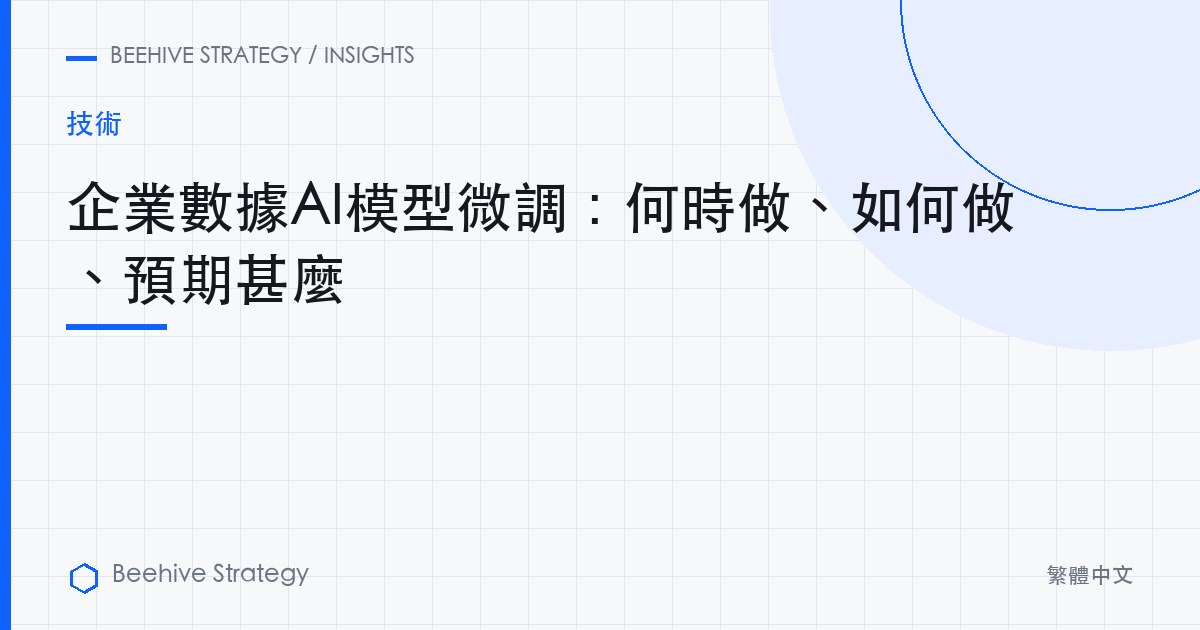 BEEHIVE STRATEGY / INSIGHTS
技術
企業數據AI模型微調：何時做、如何做
、預期甚麼
Beehive Strategy
繁體中文